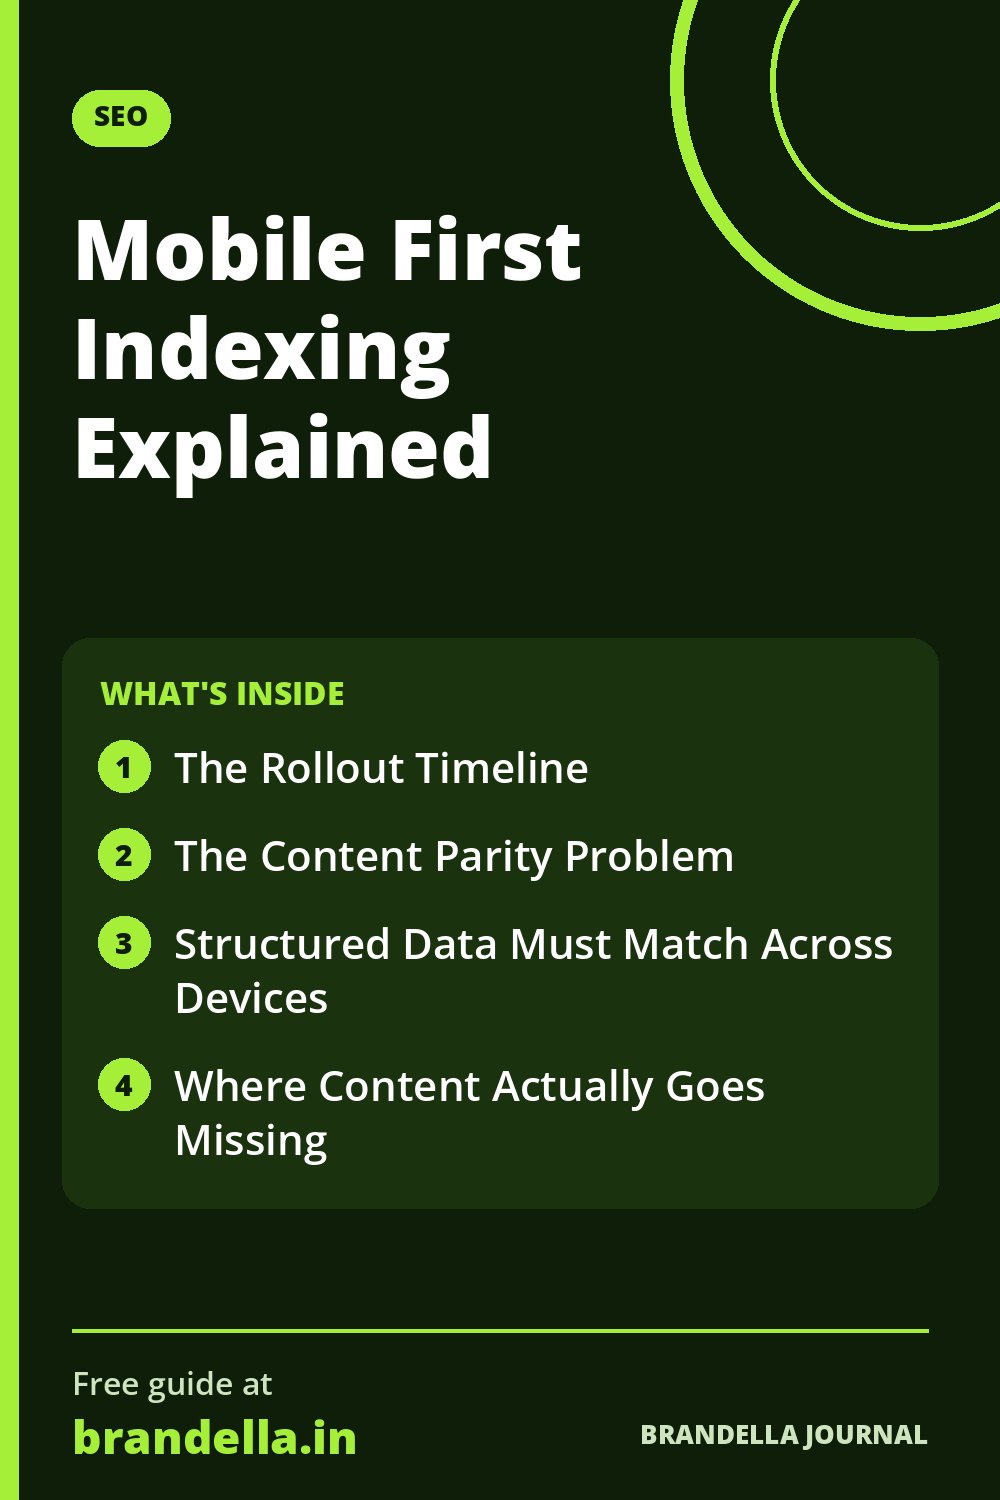 SEO
Mobile First
Indexing
Explained
WHAT'S INSIDE
1 The Rollout Timeline
2 The Content Parity Problem
3 Structured Data Must Match Across
Devices
4 Where Content Actually Goes
Missing
Free guide at
brandella.in
BRANDELLA JOURNAL